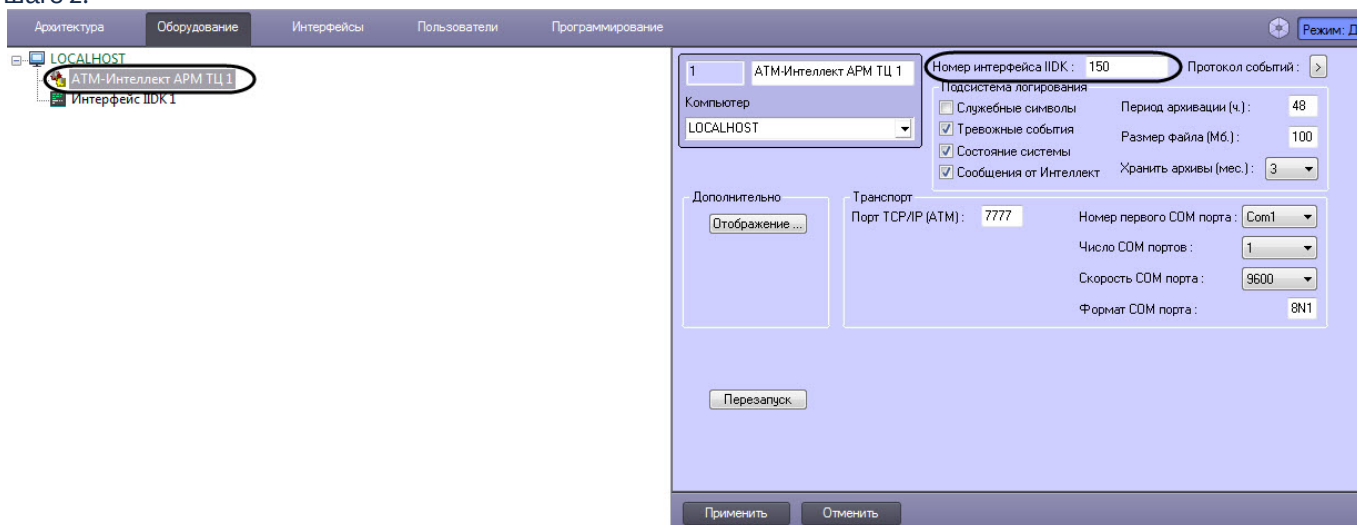 шаге 2.
Архитектура Оборудование Интерфейсы Пользователи Программирование Режим: Д
LOCALHOST
АТМ-Интеллект АРМ ТЦ 1
Интерфейс IIDK 1
1 АТМ-Интеллект АРМ ТЦ 1
Компьютер
LOCALHOST
Номер интерфейса IIDK : 150 Протокол событий : >
Подсистема логирования
Служебные символы Период архивации (ч.) : 48
Тревожные события Размер файла (Мб.) : 100
Состояние системы
Сообщения от Интеллект Хранить архивы (мес.) : 3
Дополнительно
Отображение ...
Транспорт
Порт TCP/IP (ATM) : 7777 Номер первого COM порта : Com1
Число COM портов : 1
Скорость COM порта : 9600
Формат COM порта : 8N1
Перезапуск
Применить Отменить